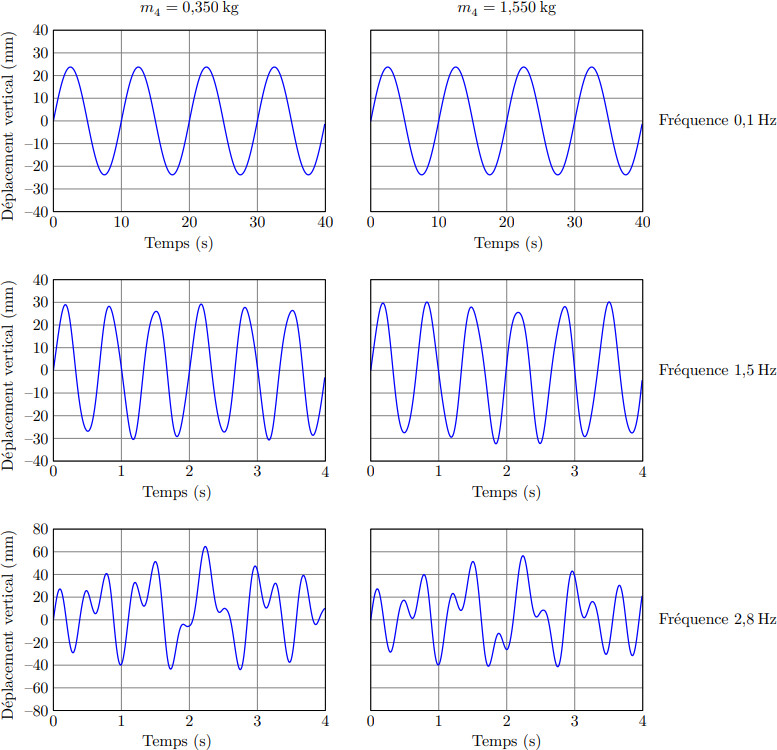 m4 = 0,350 kg
m4 = 1,550 kg
Déplacement vertical (mm)
40
30
20
10
0
−10
−20
−30
−40
0 10 20 30 40
Temps (s)
0 10 20 30 40
Temps (s)
Fréquence 0,1 Hz
Déplacement vertical (mm)
40
30
20
10
0
−10
−20
−30
−40
0 1 2 3 4
Temps (s)
0 1 2 3 4
Temps (s)
Fréquence 1,5 Hz
Déplacement vertical (mm)
80
60
40
20
0
−20
−40
−60
−80
0 1 2 3 4
Temps (s)
0 1 2 3 4
Temps (s)
Fréquence 2,8 Hz